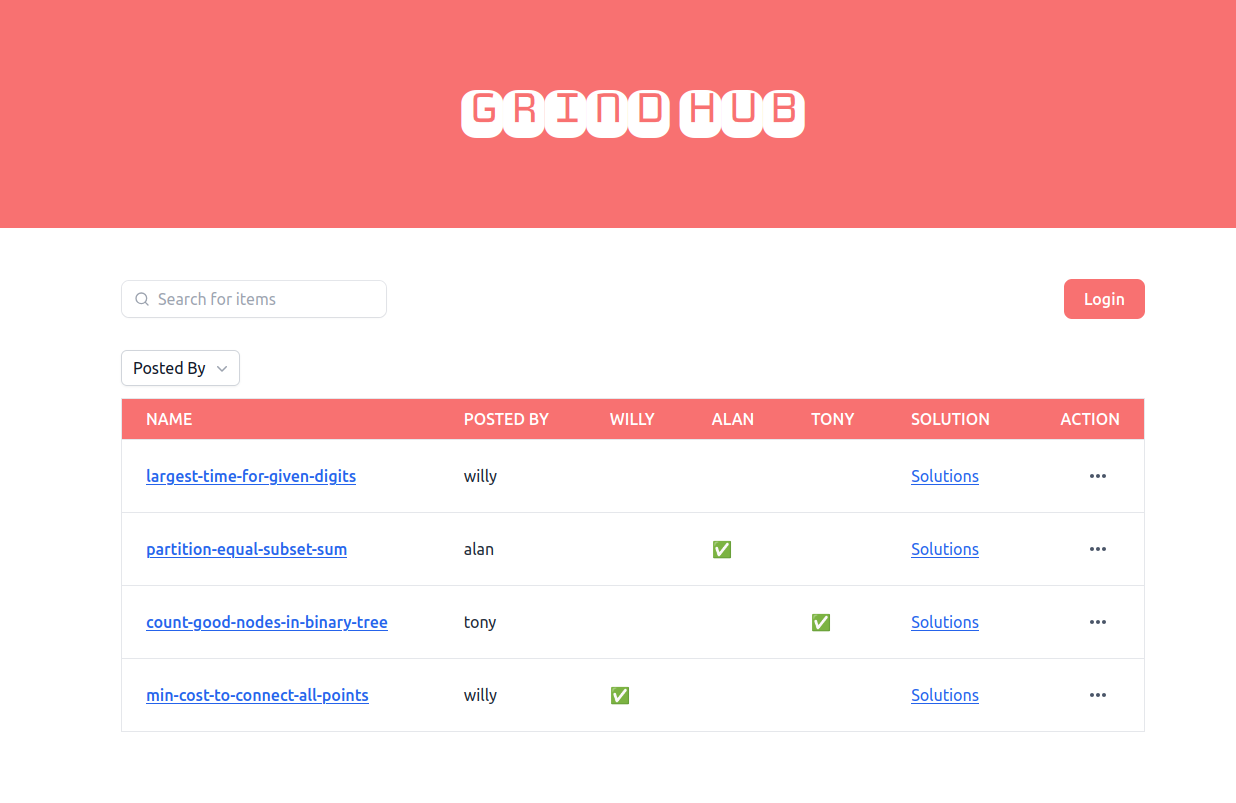 GRIND HUB
Search for items
Login
Posted By
NAME POSTED BY WILLY ALAN TONY SOLUTION ACTION
largest-time-for-given-digits willy Solutions
partition-equal-subset-sum alan ✅ Solutions
count-good-nodes-in-binary-tree tony ✅ Solutions
min-cost-to-connect-all-points willy ✅ Solutions